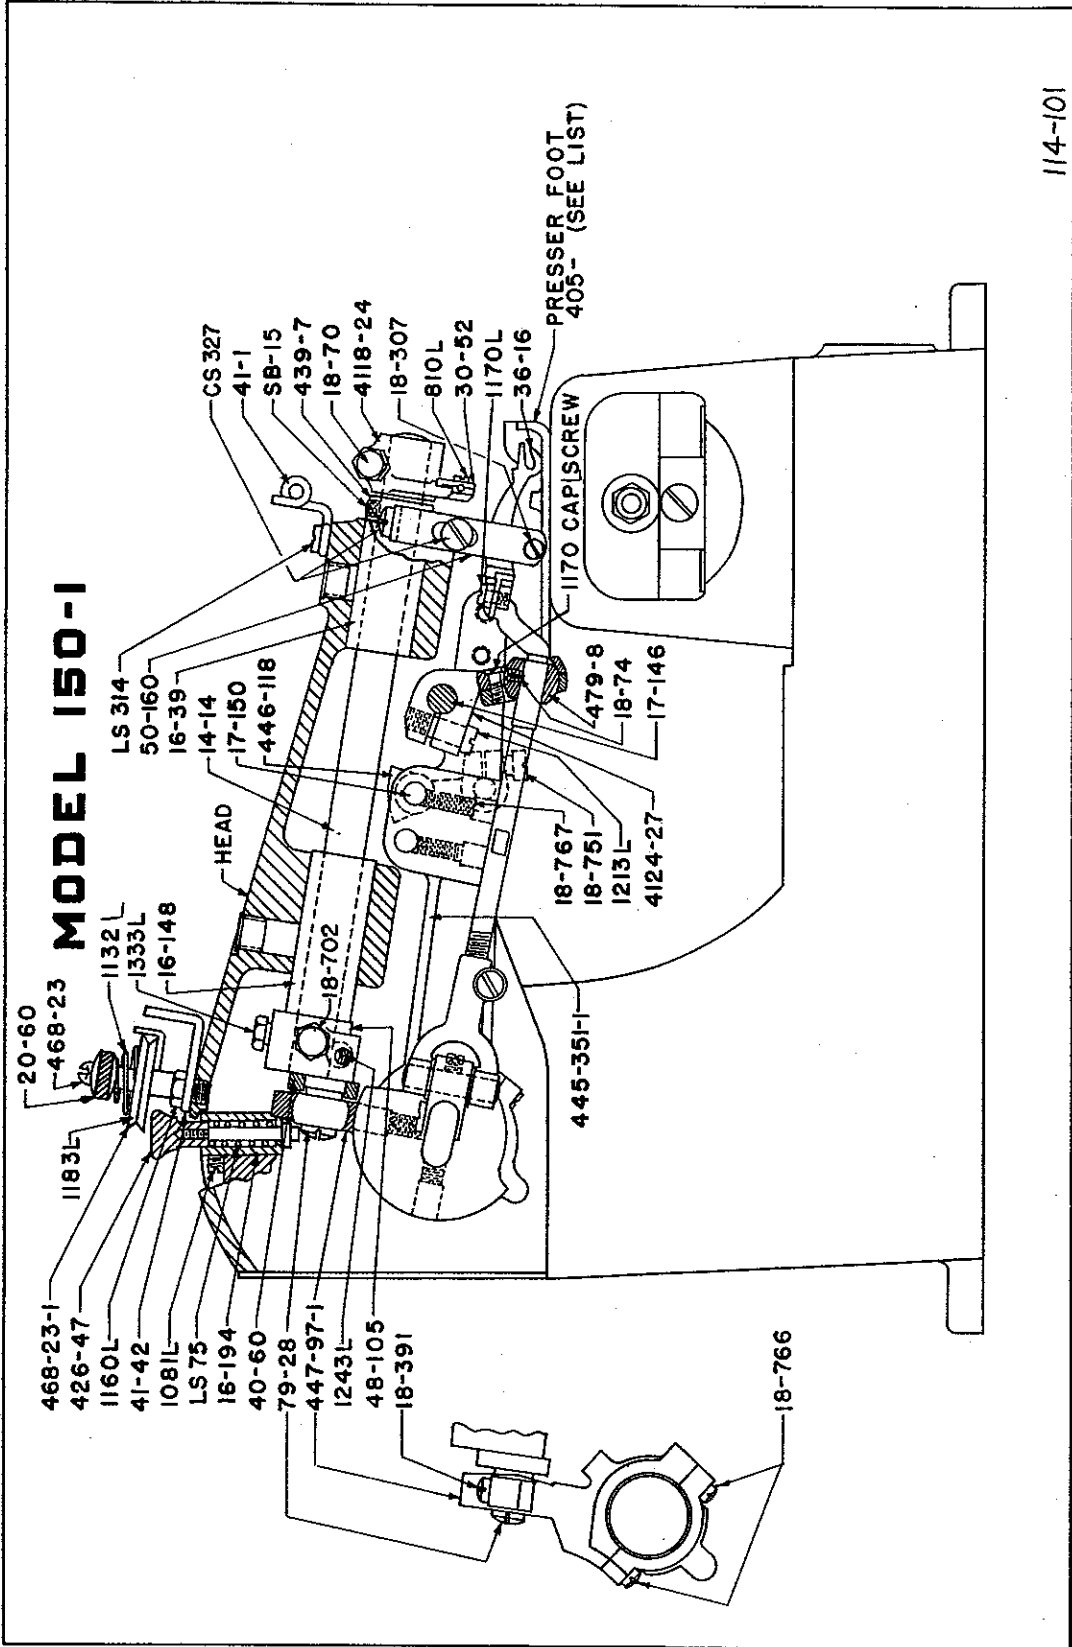 MODEL 150-1
20-60
468-23
1132L
1333L
16-148
HEAD
1183L
468-23-1
426-47
1160L
41-42
1081L
LS 75
16-194
40-60
79-28
447-97-1
1243L
48-105
18-391
18-766
18-702
LS 314
50-160
16-39
14-14
17-150
446-118
CS 327
41-1
SB-15
439-7
18-70
4118-24
18-307
810L
30-52
1170L
36-16
PRESSER FOOT
405- (SEE LIST)
1170 CAP SCREW
479-8
18-74
17-146
18-767
18-751
1213L
4124-27
445-351-1
114-101